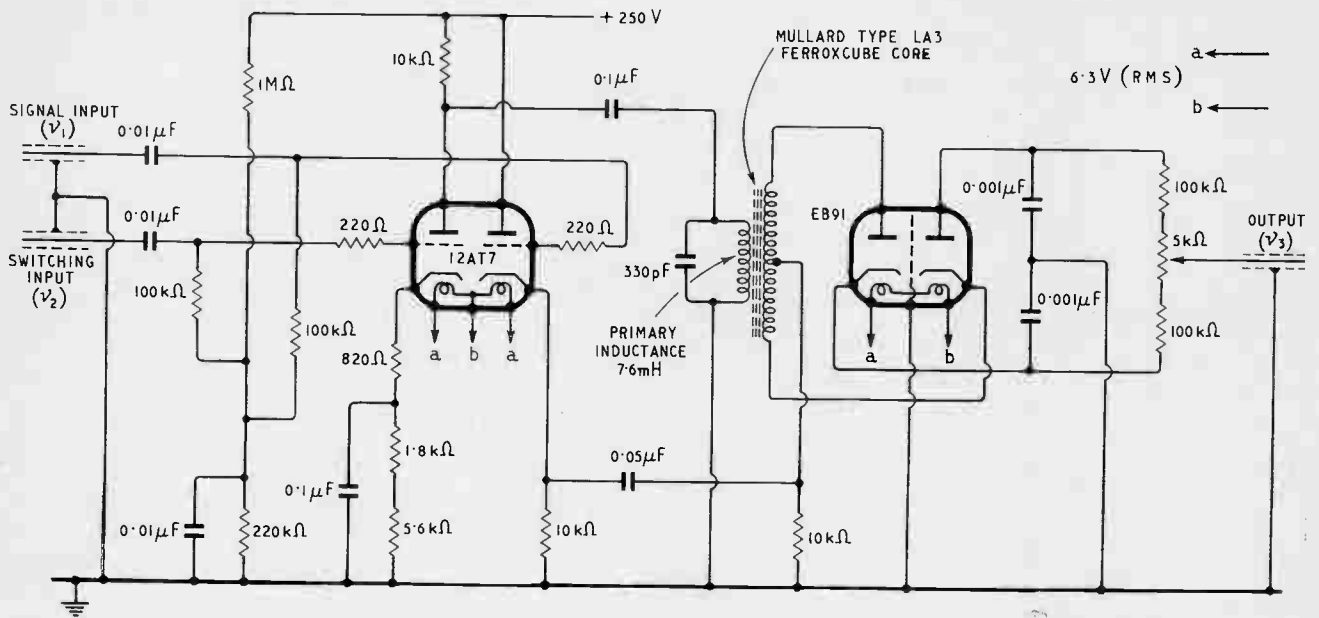 + 250 V
10kΩ
1MΩ
0·1μF
MULLARD TYPE LA3
FERROXCUBE CORE
a
6·3V (RMS)
b
SIGNAL INPUT
(v₁)
0·01μF
0·01μF
SWITCHING
INPUT
(v₂)
220Ω
12AT7
220Ω
100kΩ
100kΩ
a
b
a
820Ω
330pF
PRIMARY
INDUCTANCE
7·6mH
EB91
a
b
0·001μF
0·001μF
100kΩ
5kΩ
100kΩ
OUTPUT
(v₃)
0·01μF
220kΩ
0·1μF
1·8kΩ
5·6kΩ
10kΩ
0·05μF
10kΩ